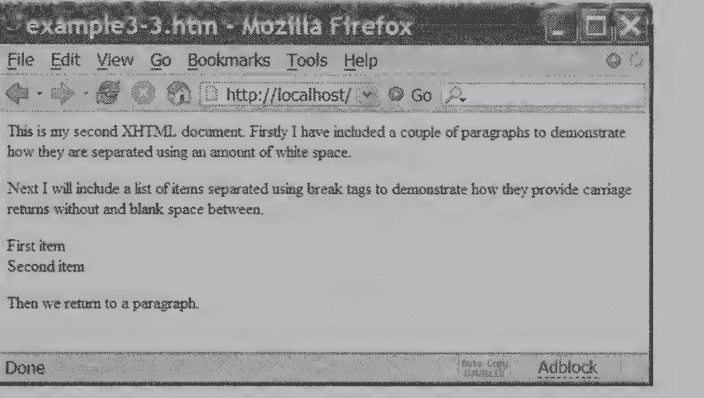 example3-3.htm - Mozilla Firefox
File Edit View Go Bookmarks Tools Help
http://localhost/ Go
This is my second XHTML document. Firstly I have included a couple of paragraphs to demonstrate
how they are separated using an amount of white space.
Next I will include a list of items separated using break tags to demonstrate how they provide carriage
returns without and blank space between.
First item
Second item
Then we return to a paragraph.
Done Adblock